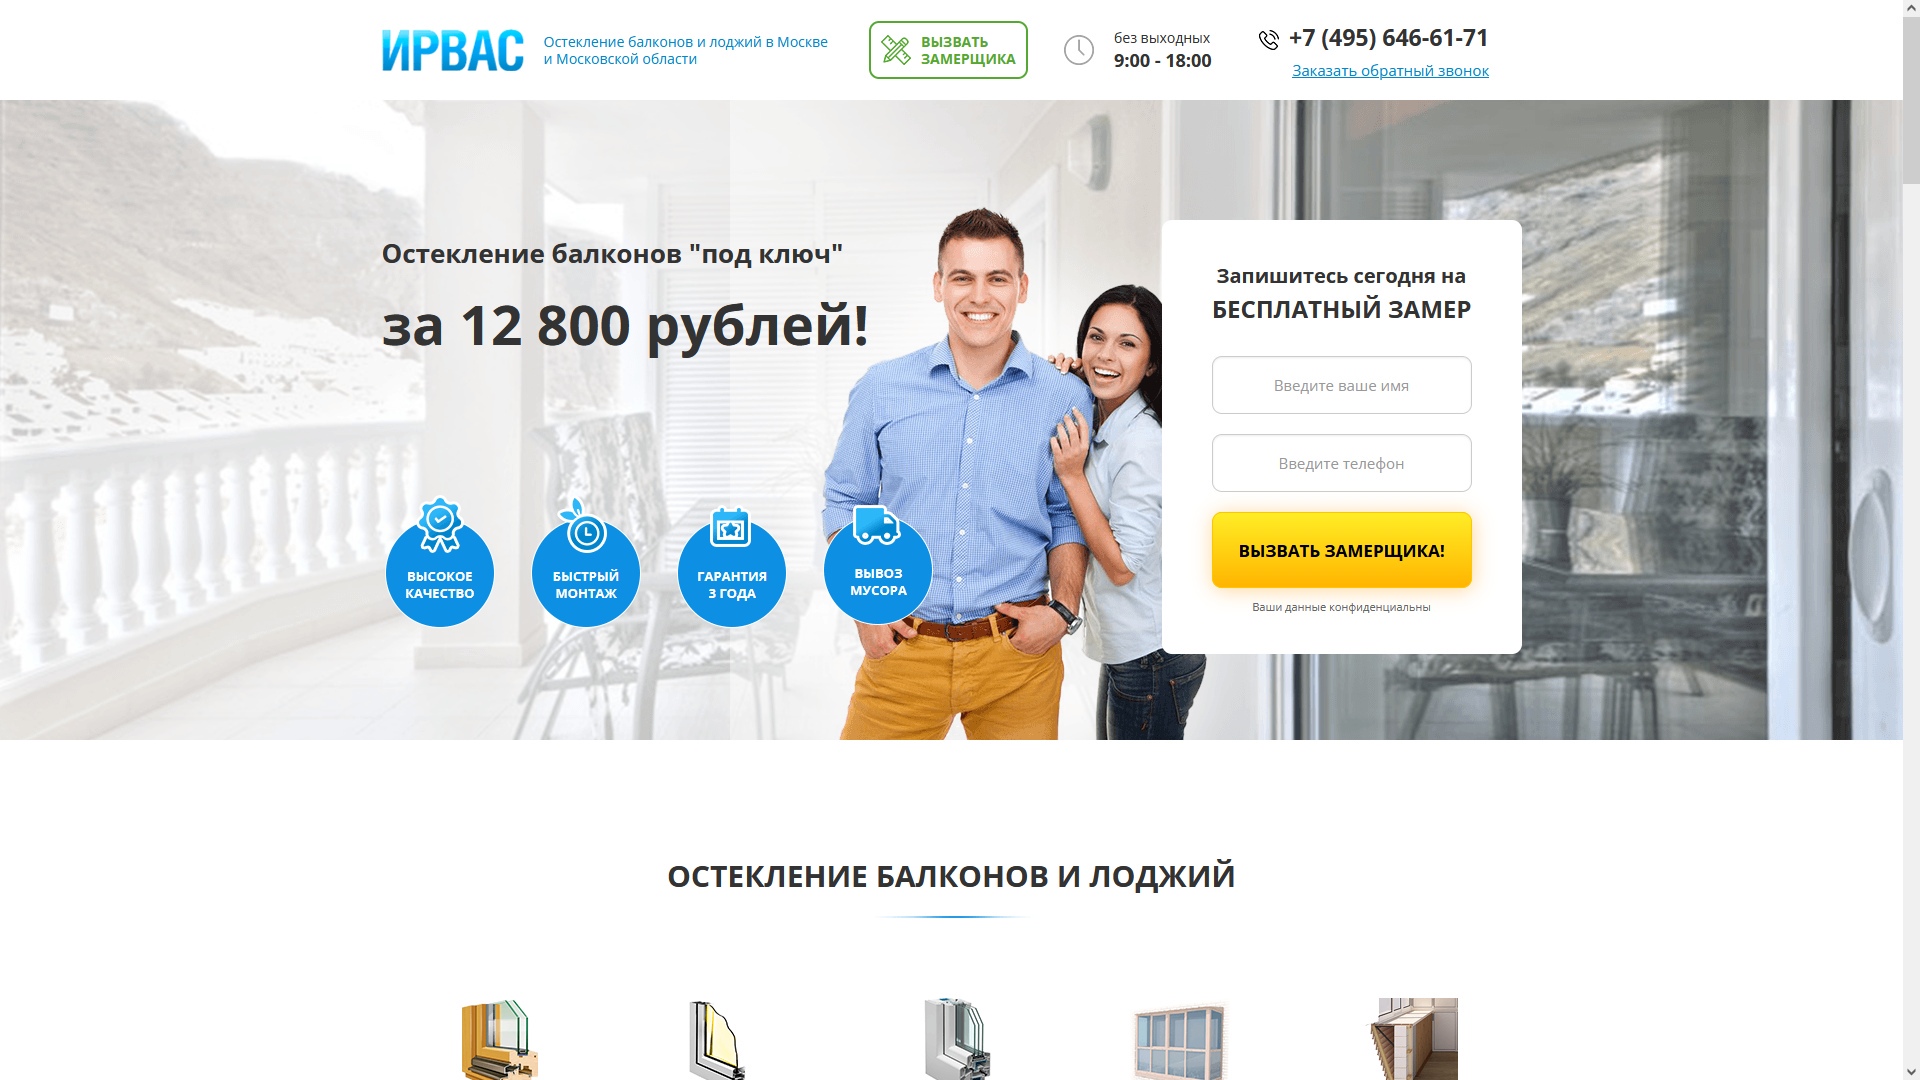 ИРВАС
Остекление балконов и лоджий в Москве
и Московской области
ВЫЗВАТЬ
ЗАМЕРЩИКА
без выходных
9:00 - 18:00
+7 (495) 646-61-71
Заказать обратный звонок
Остекление балконов "под ключ"
за 12 800 рублей!
ВЫСОКОЕ
КАЧЕСТВО
БЫСТРЫЙ
МОНТАЖ
ГАРАНТИЯ
3 ГОДА
ВЫВОЗ
МУСОРА
Запишитесь сегодня на
БЕСПЛАТНЫЙ ЗАМЕР
Введите ваше имя
Введите телефон
ВЫЗВАТЬ ЗАМЕРЩИКА!
Ваши данные конфиденциальны
ОСТЕКЛЕНИЕ БАЛКОНОВ И ЛОДЖИЙ